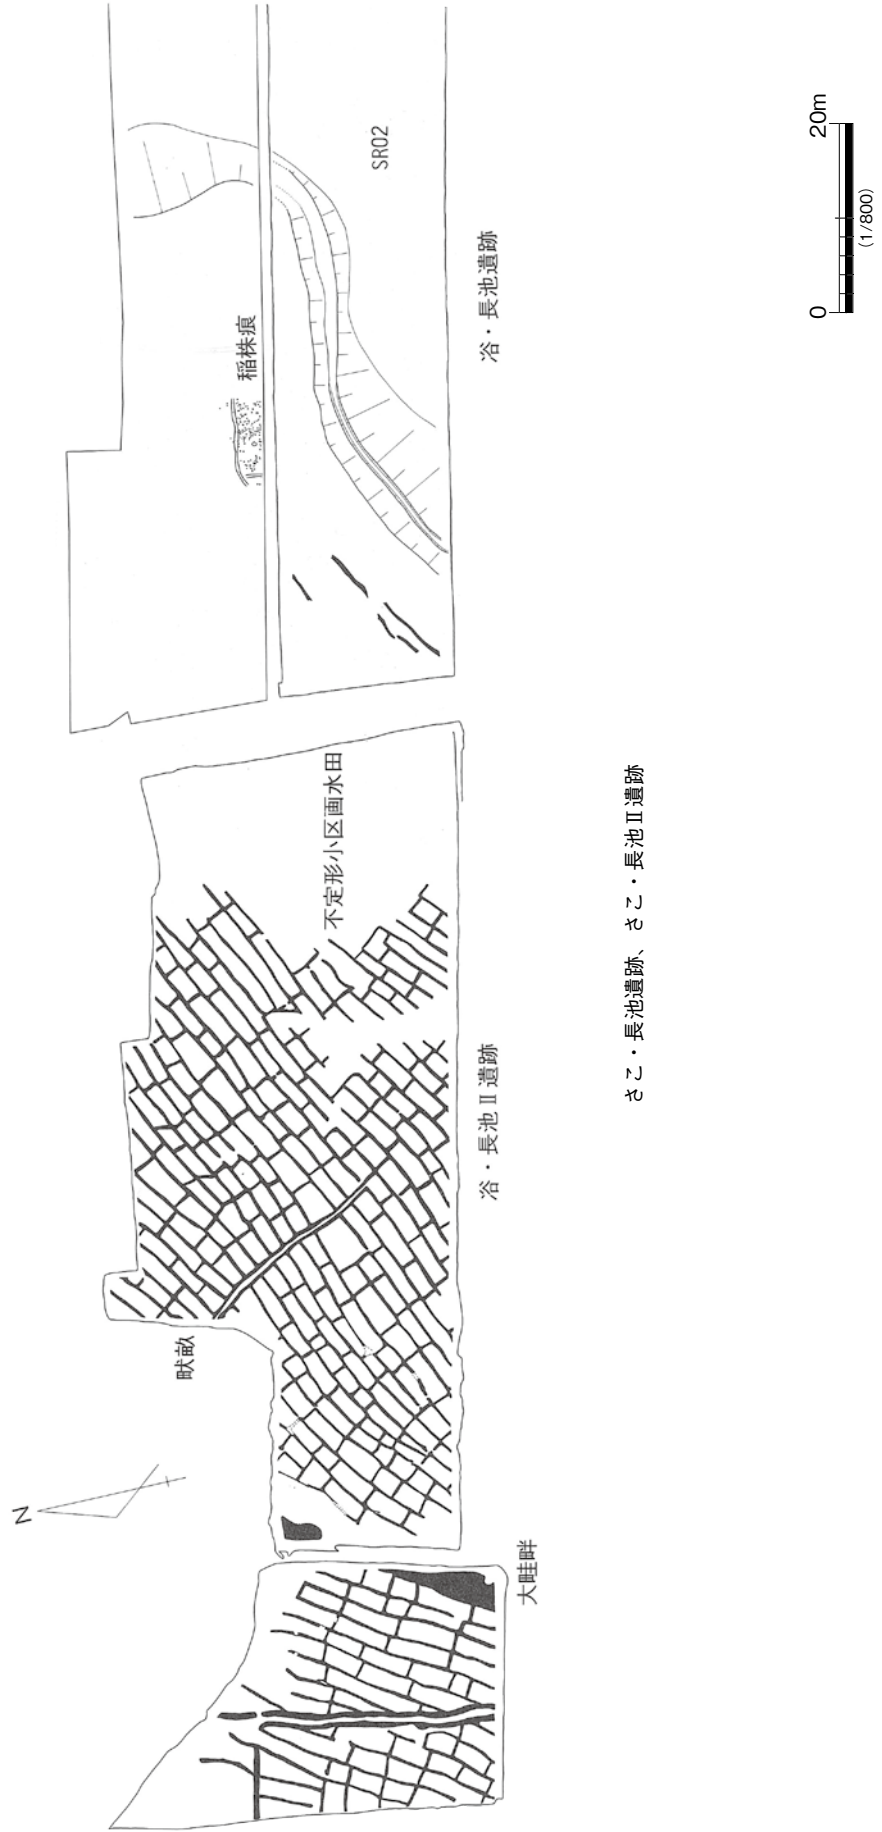 N
畎畝
稲株痕
不定形小区画水田
SR02
浴・長池Ⅱ遺跡
浴・長池遺跡
大畦畔
さこ・長池遺跡、さこ・長池Ⅱ遺跡
0 20m
(1/800)